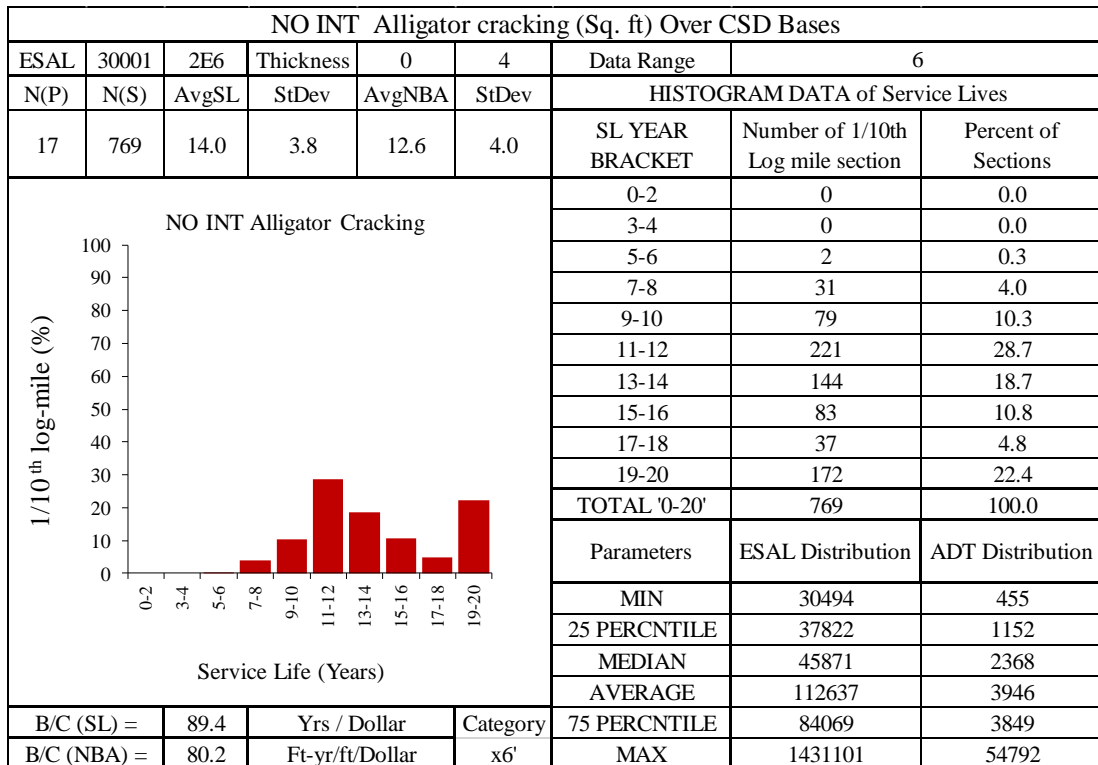 NO INT Alligator cracking (Sq. ft) Over CSD Bases
ESAL 30001 2E6 Thickness 0 4 Data Range 6
N(P) N(S) AvgSL StDev AvgNBA StDev HISTOGRAM DATA of Service Lives
17 769 14.0 3.8 12.6 4.0
SL YEAR BRACKET Number of 1/10th Log mile section Percent of Sections
0-2 0 0.0
3-4 0 0.0
5-6 2 0.3
7-8 31 4.0
9-10 79 10.3
11-12 221 28.7
13-14 144 18.7
15-16 83 10.8
17-18 37 4.8
19-20 172 22.4
TOTAL '0-20' 769 100.0
Parameters ESAL Distribution ADT Distribution
MIN 30494 455
25 PERCNTILE 37822 1152
MEDIAN 45871 2368
AVERAGE 112637 3946
75 PERCNTILE 84069 3849
MAX 1431101 54792
NO INT Alligator Cracking
1/10th log-mile (%)
100
90
80
70
60
50
40
30
20
10
0
0-2 3-4 5-6 7-8 9-10 11-12 13-14 15-16 17-18 19-20
Service Life (Years)
B/C (SL) = 89.4 Yrs / Dollar Category
B/C (NBA) = 80.2 Ft-yr/ft/Dollar x6'